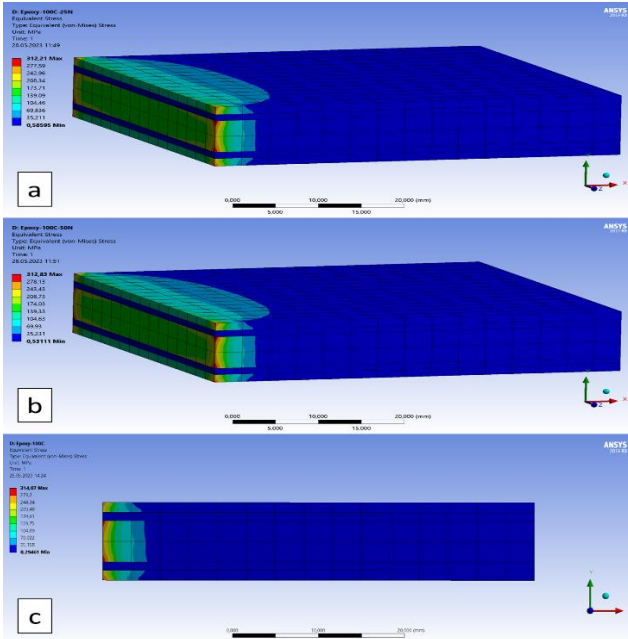 D: Epoxy-100C-25N
Equivalent Stress
Type: Equivalent (von-Mises) Stress
Unit: MPa
Time: 1
28.05.2023 11:49
312,21 Max
277,59
242,96
208,34
173,71
139,09
104,46
69,836
35,211
0,58595 Min
ANSYS
0,000
10,000
20,000 (mm)
5,000
15,000
Y
X
Z
a
D: Epoxy-100C-50N
Equivalent Stress
Type: Equivalent (von-Mises) Stress
Unit: MPa
Time: 1
28.05.2023 11:51
312,83 Max
278,13
243,43
208,73
174,03
139,33
104,63
69,93
35,231
0,53111 Min
ANSYS
0,000
10,000
20,000 (mm)
5,000
15,000
X
Z
b
D: Epoxy-100C
Equivalent Stress
Type: Equivalent (von-Mises) Stress
Unit: MPa
Time: 1
314,07 Max
0,29461 Min
ANSYS
0,000
10,000
20,000 (mm)
Y
X
c